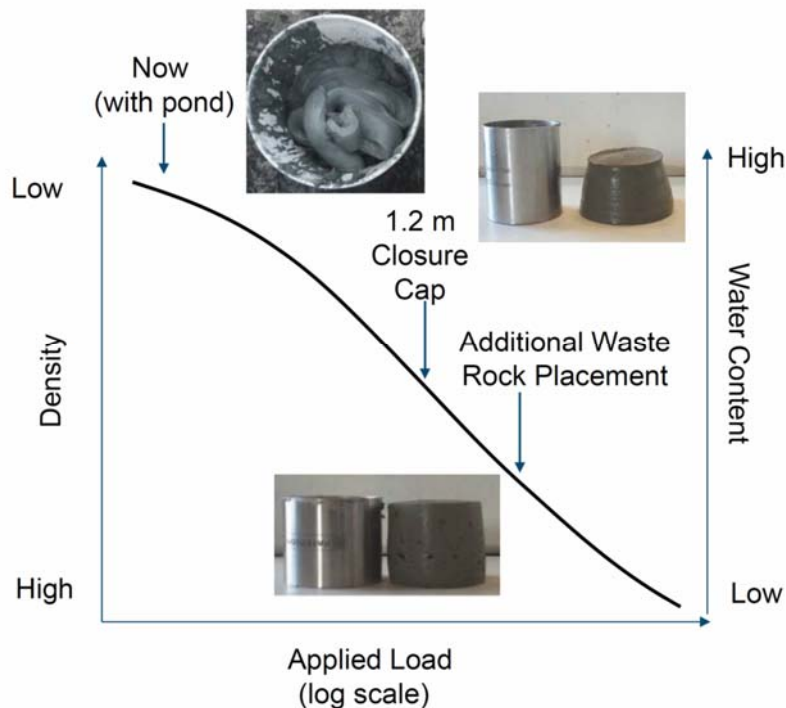 Now
(with pond)
Low
High
1.2 m
Closure
Cap
Additional Waste
Rock Placement
Density
Water Content
High
Low
Applied Load
(log scale)